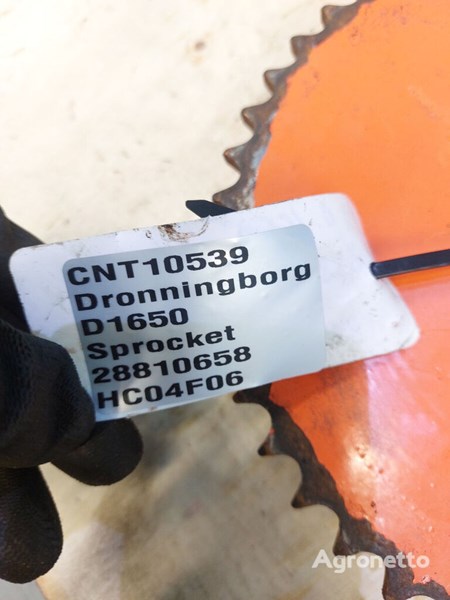 CNT10539
Dronningborg
D1650
Sprocket
28810658
HC04F06
Agronetto